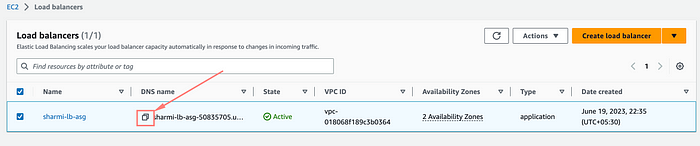 EC2 > Load balancers
Load balancers (1/1)
Elastic Load Balancing scales your load balancer capacity automatically in response to changes in incoming traffic.
Actions
Create load balancer
Find resources by attribute or tag
1
Name DNS name State VPC ID Availability Zones Type Date created
sharmi-lb-asg sharmi-lb-asg-50835705.u... Active vpc-018068f189c3b0364 2 Availability Zones application June 19, 2023, 22:35 (UTC+05:30)